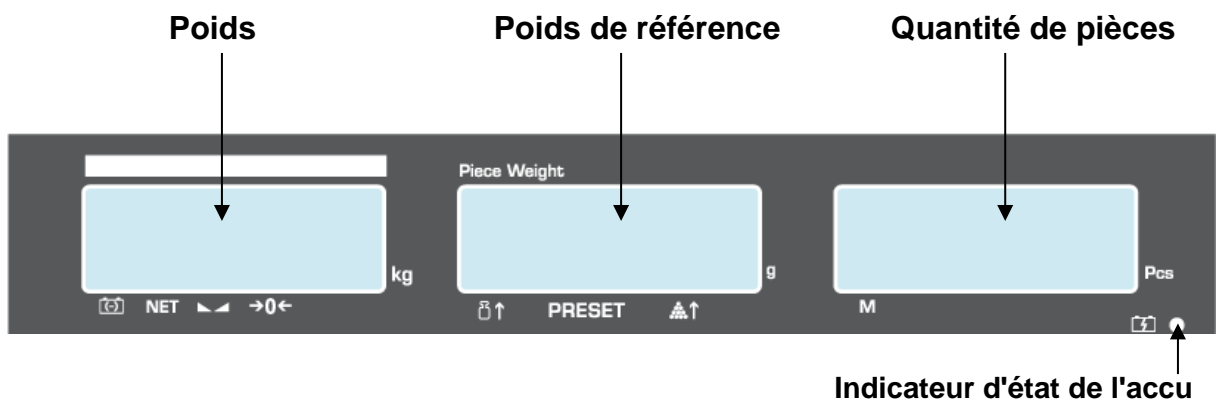 Poids Poids de référence Quantité de pièces
Piece Weight
kg g Pcs
NET →0← PRESET M
Indicateur d'état de l'accu